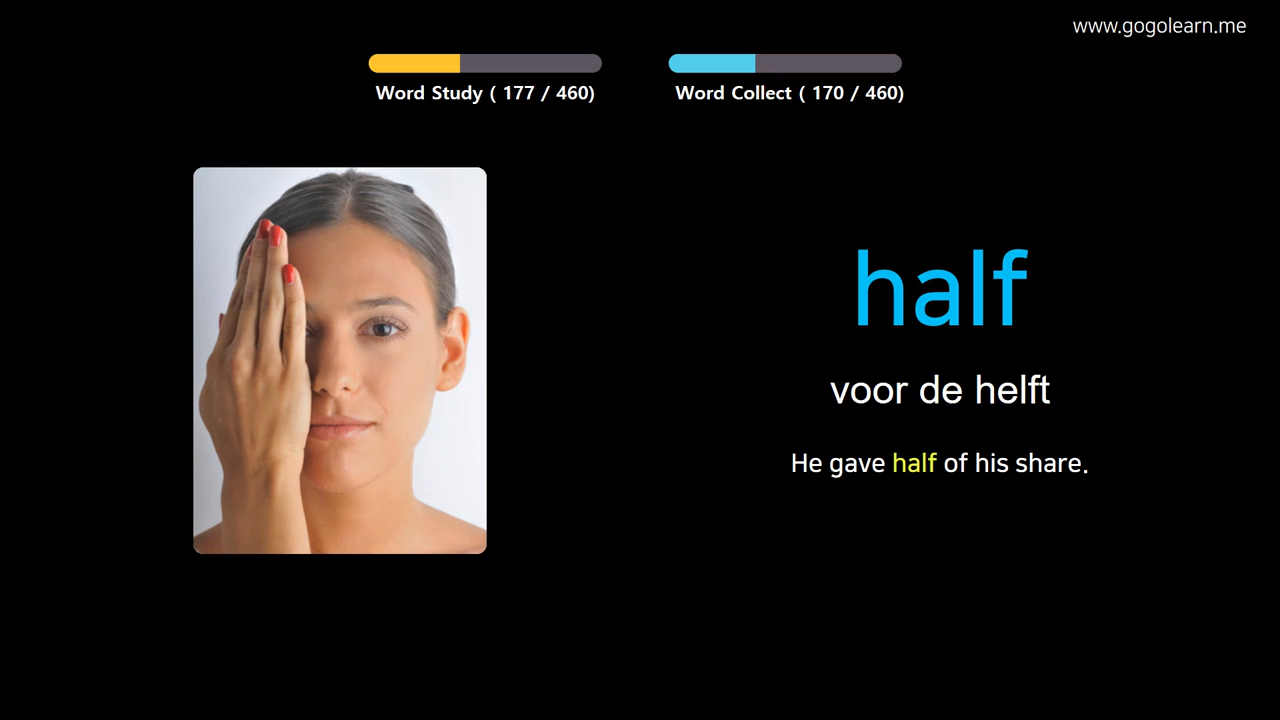 www.gogolearn.me
Word Study ( 177 / 460)
Word Collect ( 170 / 460)
half
voor de helft
He gave half of his share.